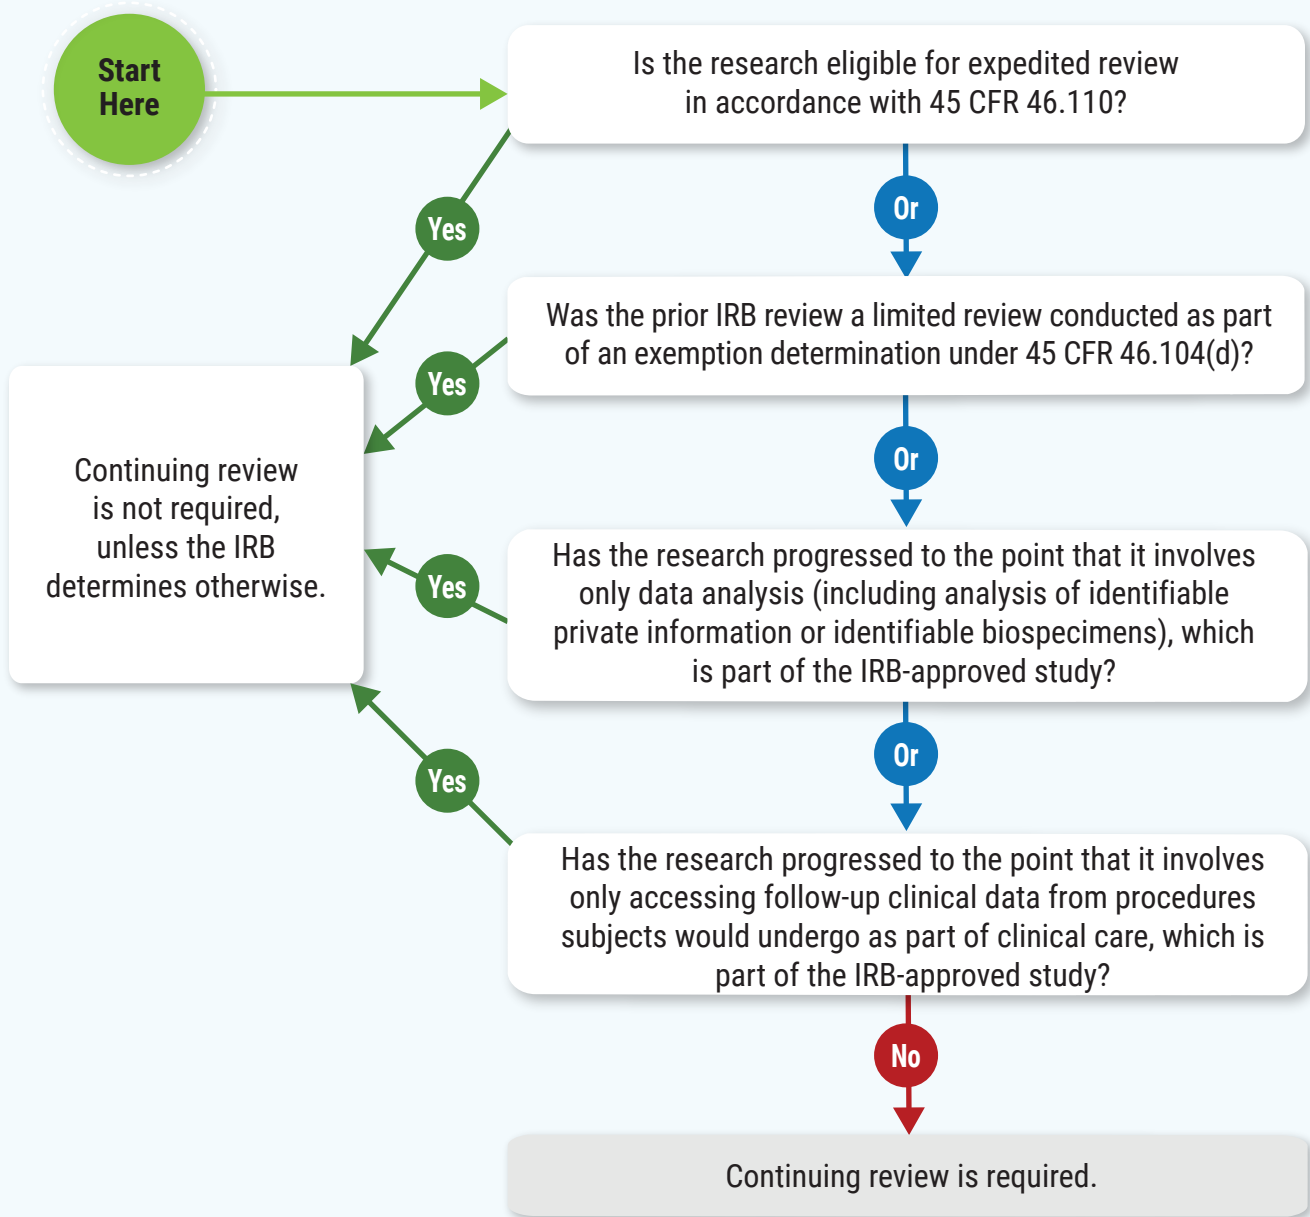 Start
Here
Is the research eligible for expedited review
in accordance with 45 CFR 46.110?
Yes
Or
Was the prior IRB review a limited review conducted as part
of an exemption determination under 45 CFR 46.104(d)?
Yes
Or
Continuing review
is not required,
unless the IRB
determines otherwise.
Has the research progressed to the point that it involves
only data analysis (including analysis of identifiable
private information or identifiable biospecimens), which
is part of the IRB-approved study?
Yes
Or
Yes
Has the research progressed to the point that it involves
only accessing follow-up clinical data from procedures
subjects would undergo as part of clinical care, which is
part of the IRB-approved study?
No
Continuing review is required.